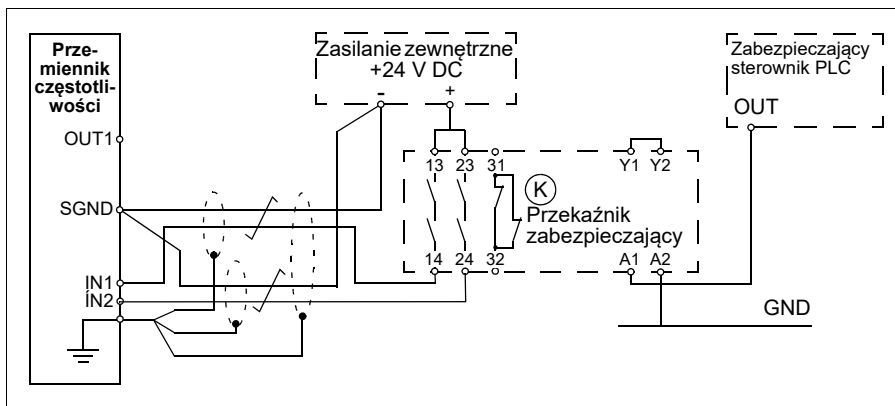 Prze-
miennik
częstotli-
wości
OUT1
SGND
IN1
IN2
Zasilanie zewnętrzne
+24 V DC
- +
Zabezpieczający
sterownik PLC
OUT
13 23 31 Y1 Y2
K
Przekaźnik
zabezpieczający
14 24 32 A1 A2
GND